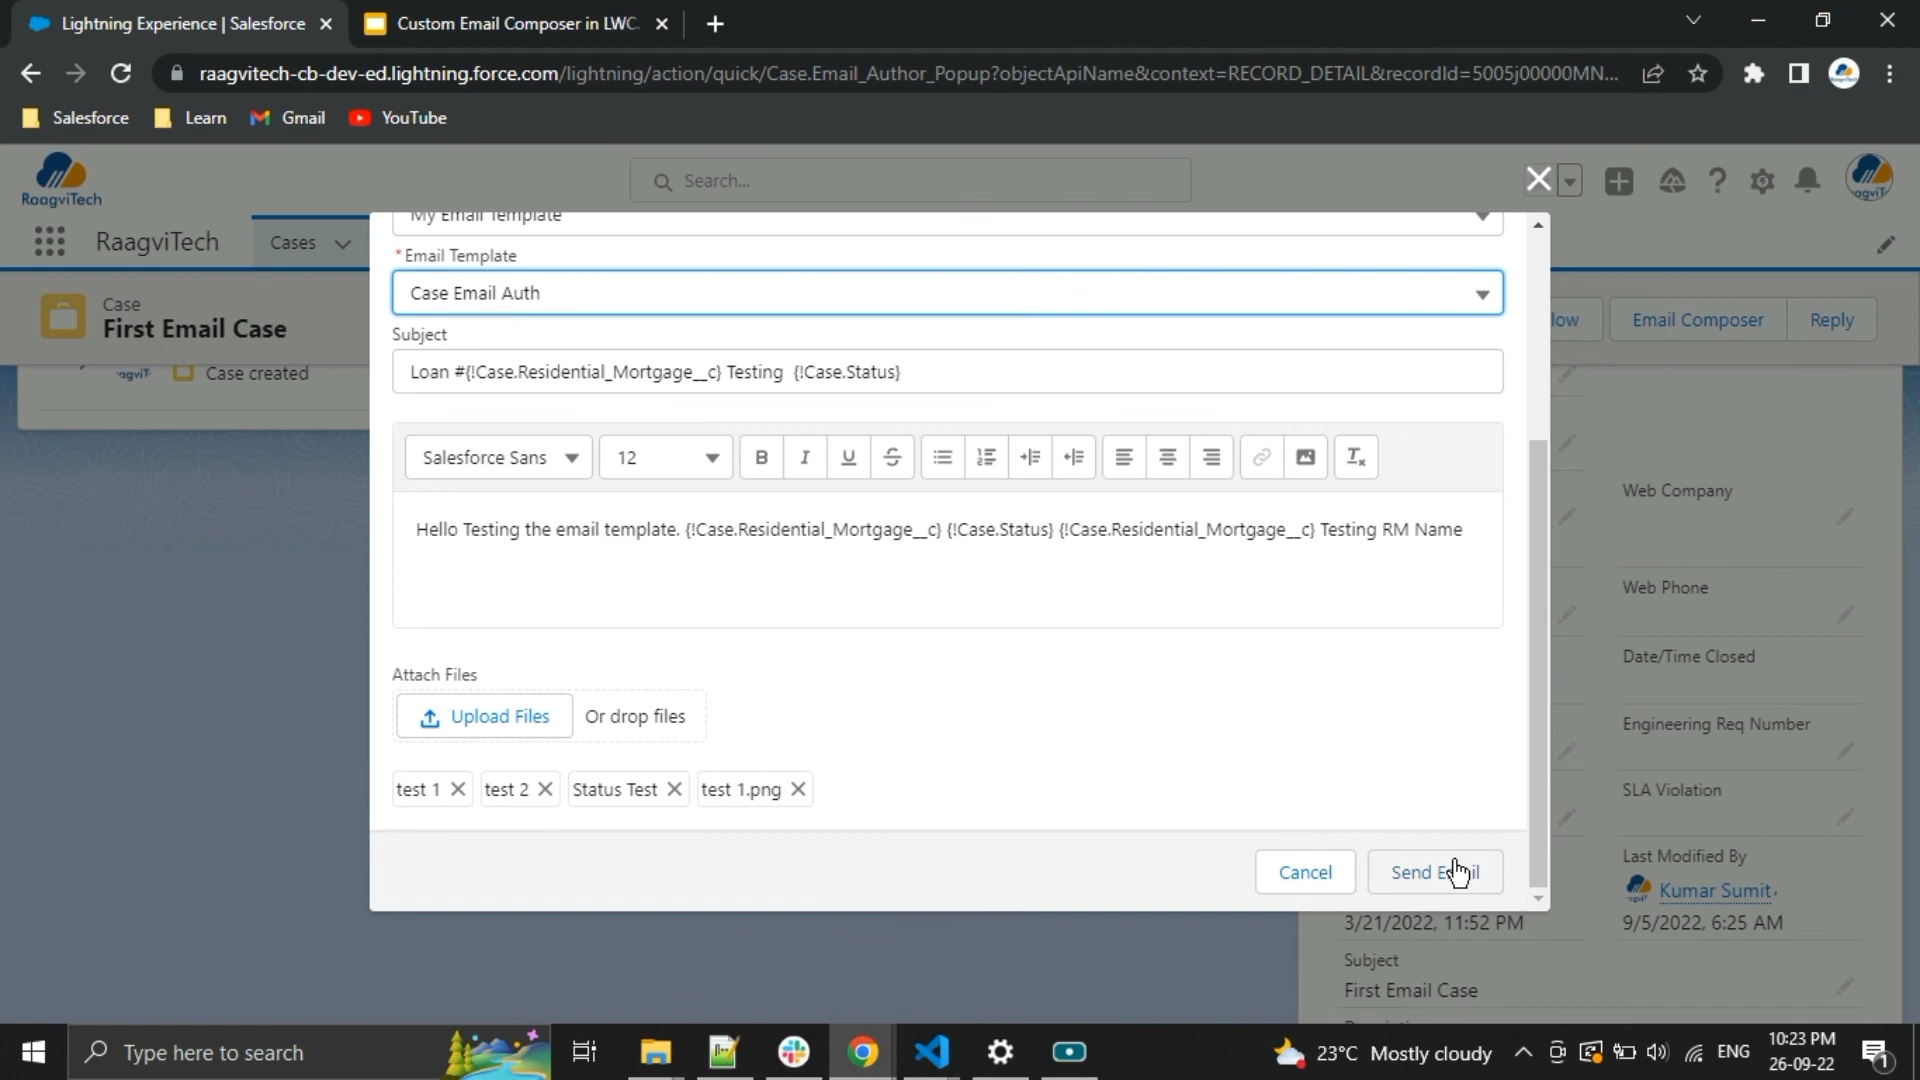 Lightning Experience | Salesforce
Custom Email Composer in LWC.
raagvitech-cb-dev-ed.lightning.force.com/lightning/action/quick/Case.Email_Author_Popup?objectApiName&context=RECORD_DETAIL&recordId=5005j00000MN...
Salesforce Learn Gmail YouTube
RaagviTech
Search...
RaagviTech Cases
My Email Template
*Email Template
Case
Case Email Auth
First Email Case
low Email Composer Reply
Subject
Loan #{!Case.Residential_Mortgage__c} Testing {!Case.Status}
Case created
Salesforce Sans 12 B I U S
Web Company
Hello Testing the email template. {!Case.Residential_Mortgage__c} {!Case.Status} {!Case.Residential_Mortgage__c} Testing RM Name
Web Phone
Date/Time Closed
Attach Files
Upload Files Or drop files
Engineering Req Number
test 1 test 2 Status Test test 1.png
SLA Violation
Last Modified By
Cancel Send
Kumar Sumit,
3/21/2022, 11:52 PM 9/5/2022, 6:25 AM
Subject
First Email Case
Type here to search
23°C Mostly cloudy
ENG
10:23 PM
26-09-22
1